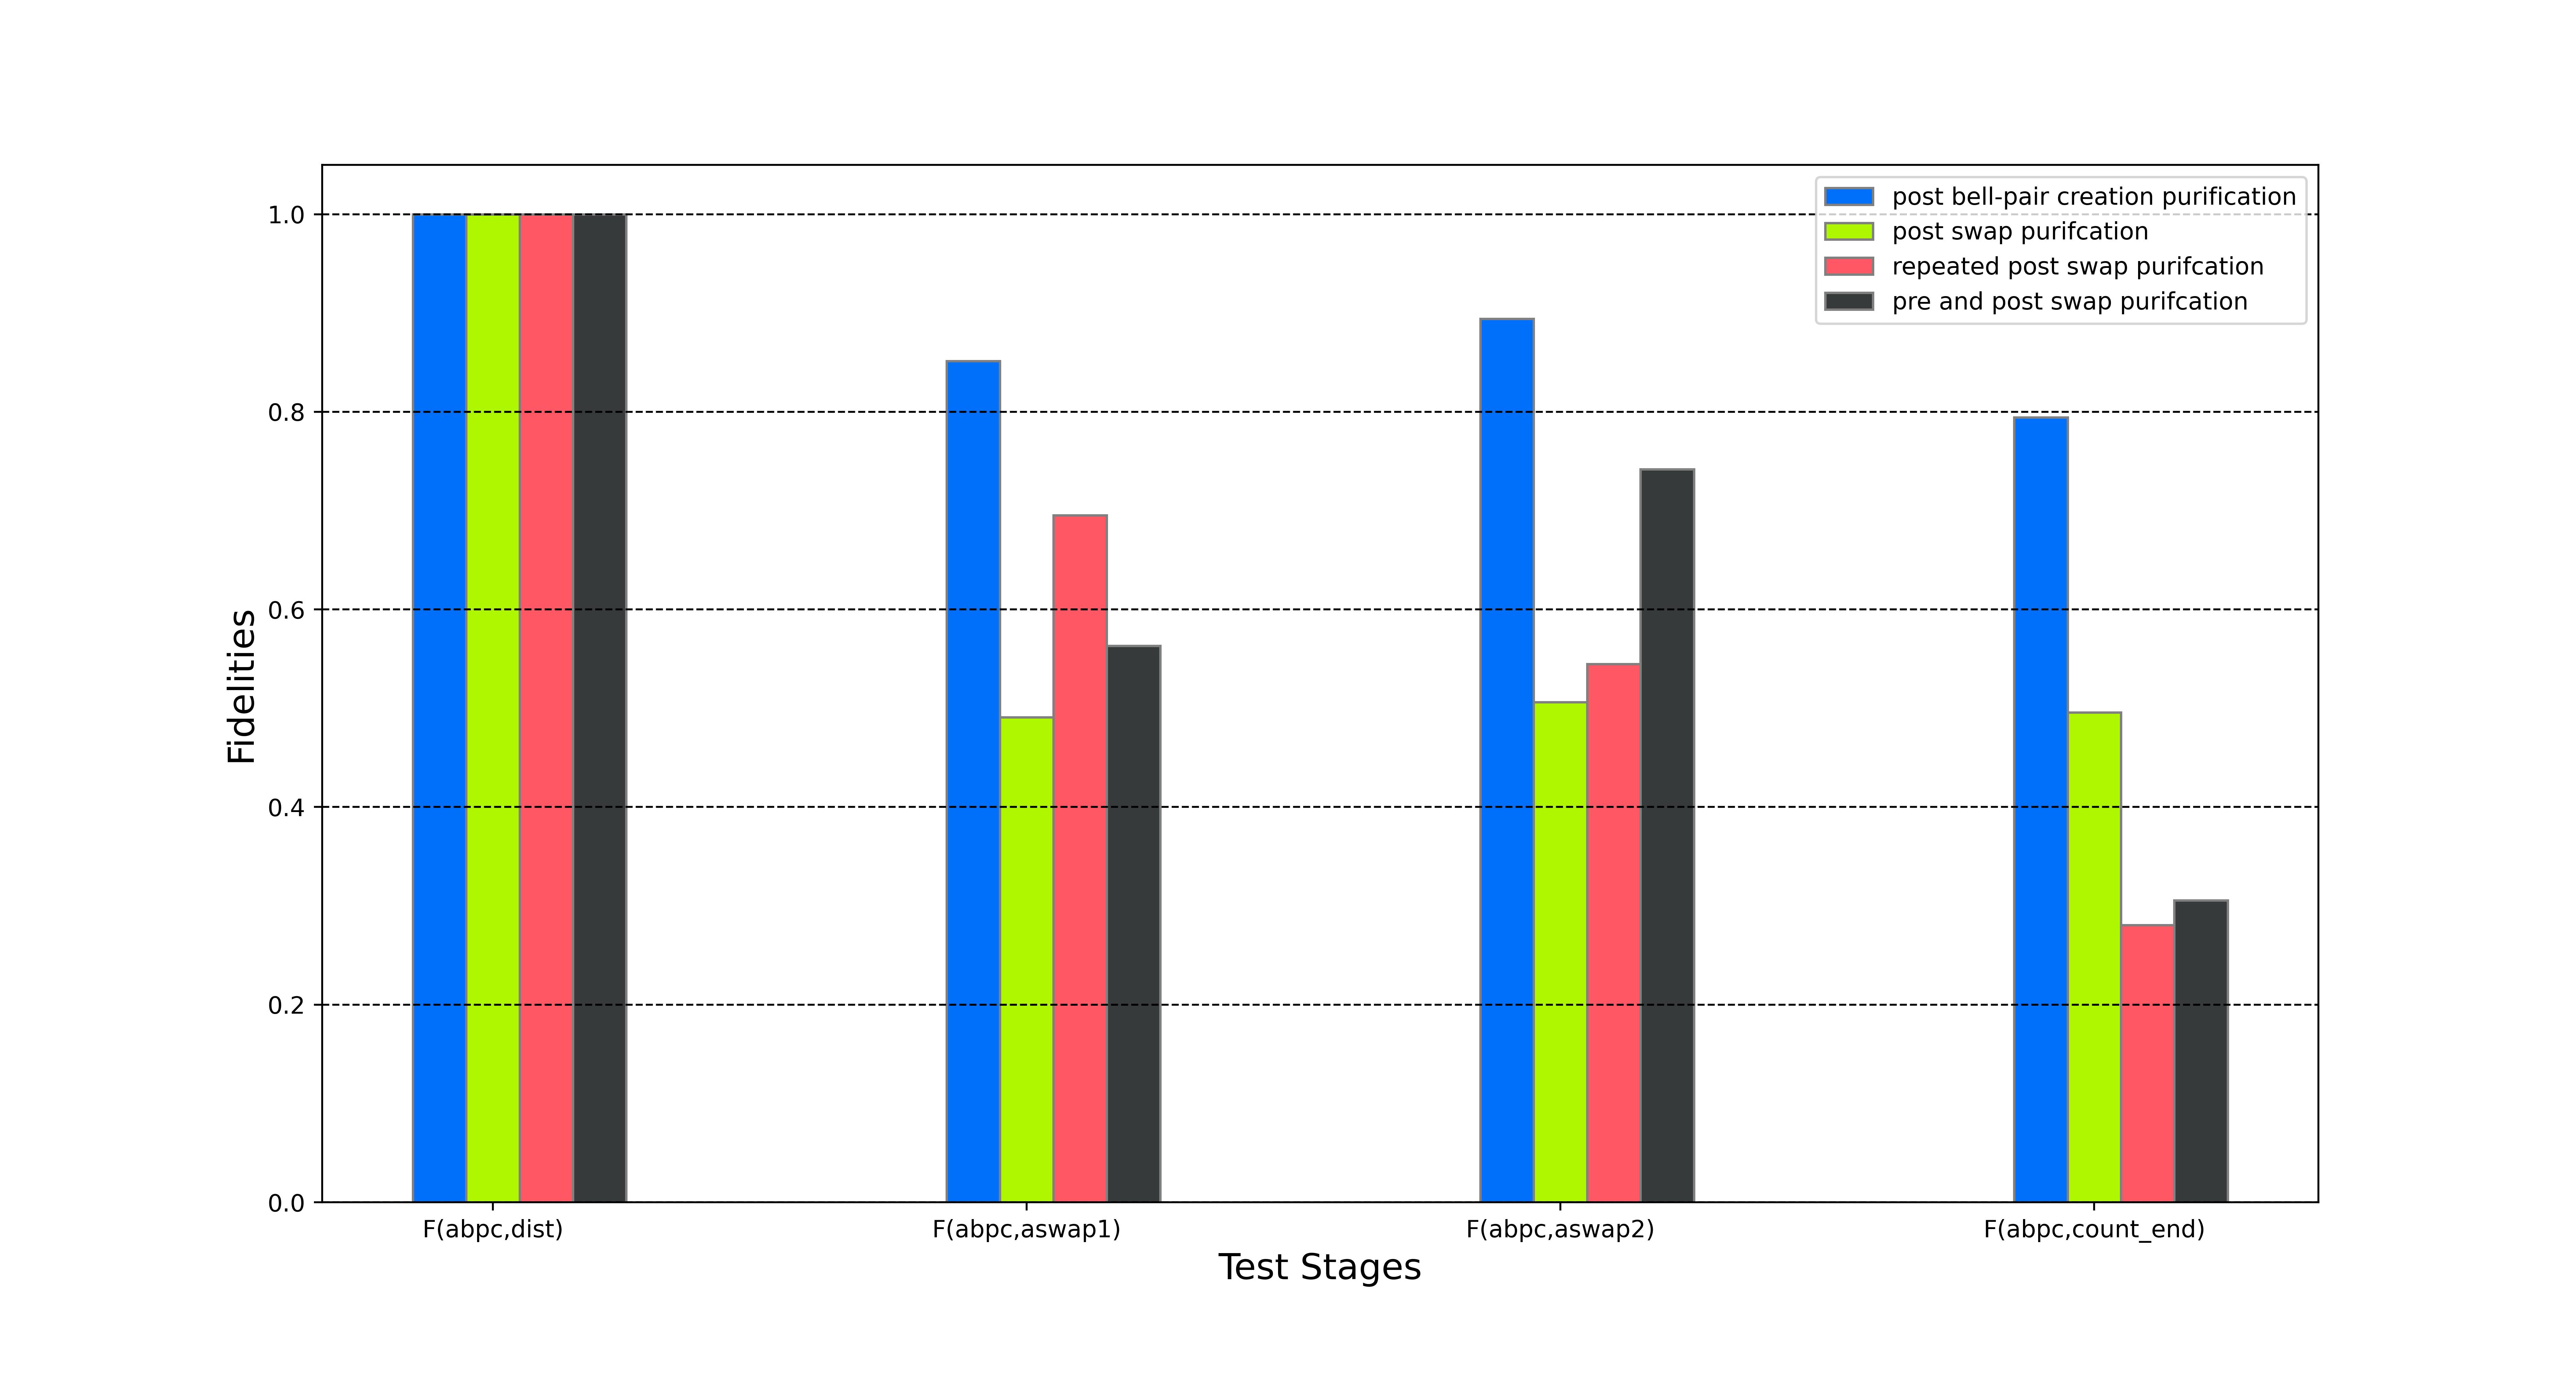 post bell-pair creation purification
post swap purifcation
repeated post swap purifcation
pre and post swap purifcation
Fidelities
1.0
0.8
0.6
0.4
0.2
0.0
F(abpc,dist) F(abpc,aswap1) F(abpc,aswap2) F(abpc,count_end)
Test Stages